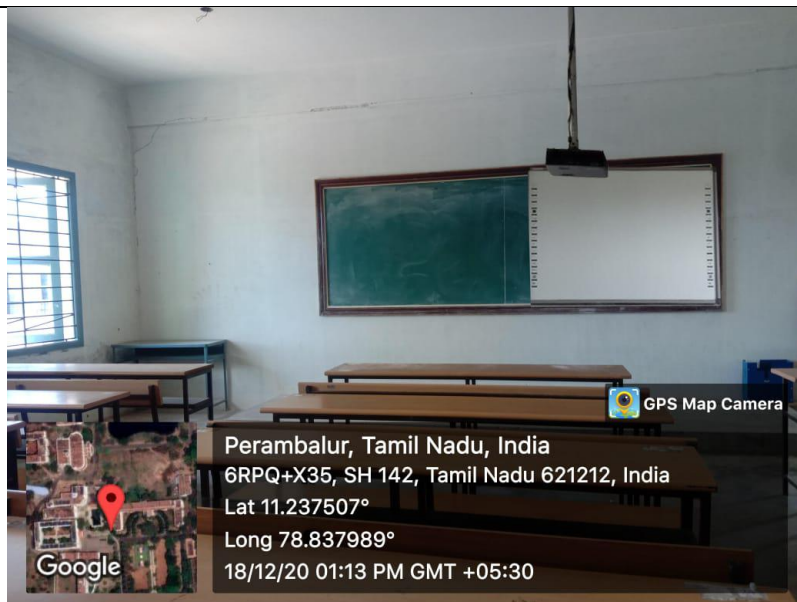 GPS Map Camera
Perambalur, Tamil Nadu, India
6RPQ+X35, SH 142, Tamil Nadu 621212, India
Lat 11.237507°
Long 78.837989°
18/12/20 01:13 PM GMT +05:30
Google